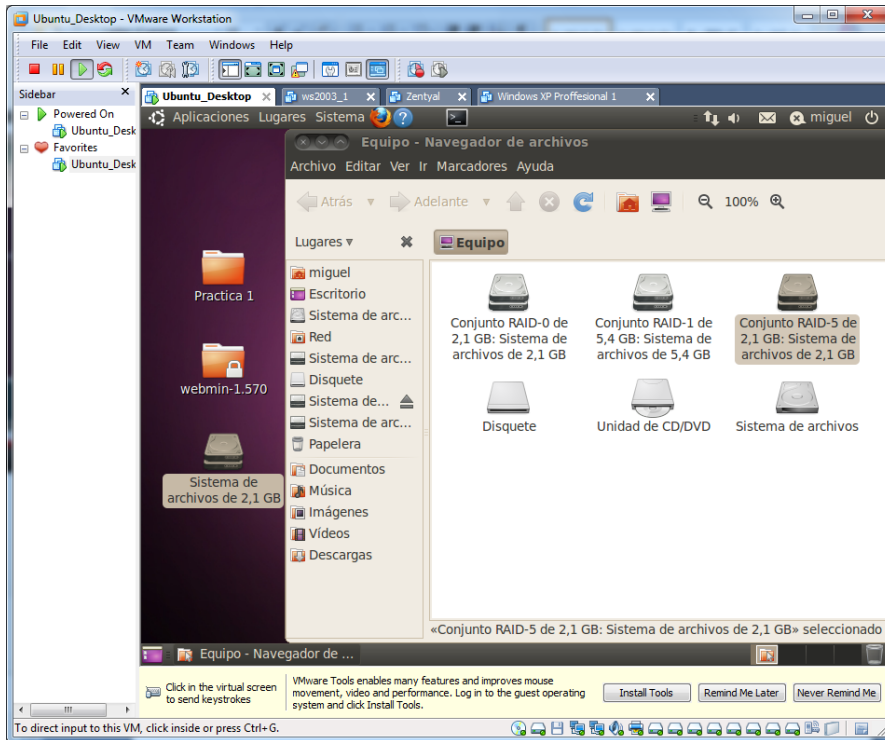 Ubuntu_Desktop - VMware Workstation
File Edit View VM Team Windows Help
Sidebar
Powered On
Ubuntu_Desk
Favorites
Ubuntu_Desk
Ubuntu_Desktop ws2003_1 Zentyal Windows XP Proffesional 1
Aplicaciones Lugares Sistema miguel
Equipo - Navegador de archivos
Archivo Editar Ver Ir Marcadores Ayuda
Atrás Adelante 100%
Lugares Equipo
miguel
Escritorio
Sistema de arc...
Red
Sistema de arc...
Disquete
Sistema de...
Sistema de arc...
Papelera
Documentos
Música
Imágenes
Vídeos
Descargas
Practica 1
webmin-1.570
Sistema de
archivos de 2,1 GB
Conjunto RAID-0 de
2,1 GB: Sistema de
archivos de 2,1 GB
Conjunto RAID-1 de
5,4 GB: Sistema de
archivos de 5,4 GB
Conjunto RAID-5 de
2,1 GB: Sistema de
archivos de 2,1 GB
Disquete
Unidad de CD/DVD
Sistema de archivos
«Conjunto RAID-5 de 2,1 GB: Sistema de archivos de 2,1 GB» seleccionado
Equipo - Navegador de ...
Click in the virtual screen
to send keystrokes
VMware Tools enables many features and improves mouse
movement, video and performance. Log in to the guest operating
system and click Install Tools.
Install Tools Remind Me Later Never Remind Me
To direct input to this VM, click inside or press Ctrl+G.